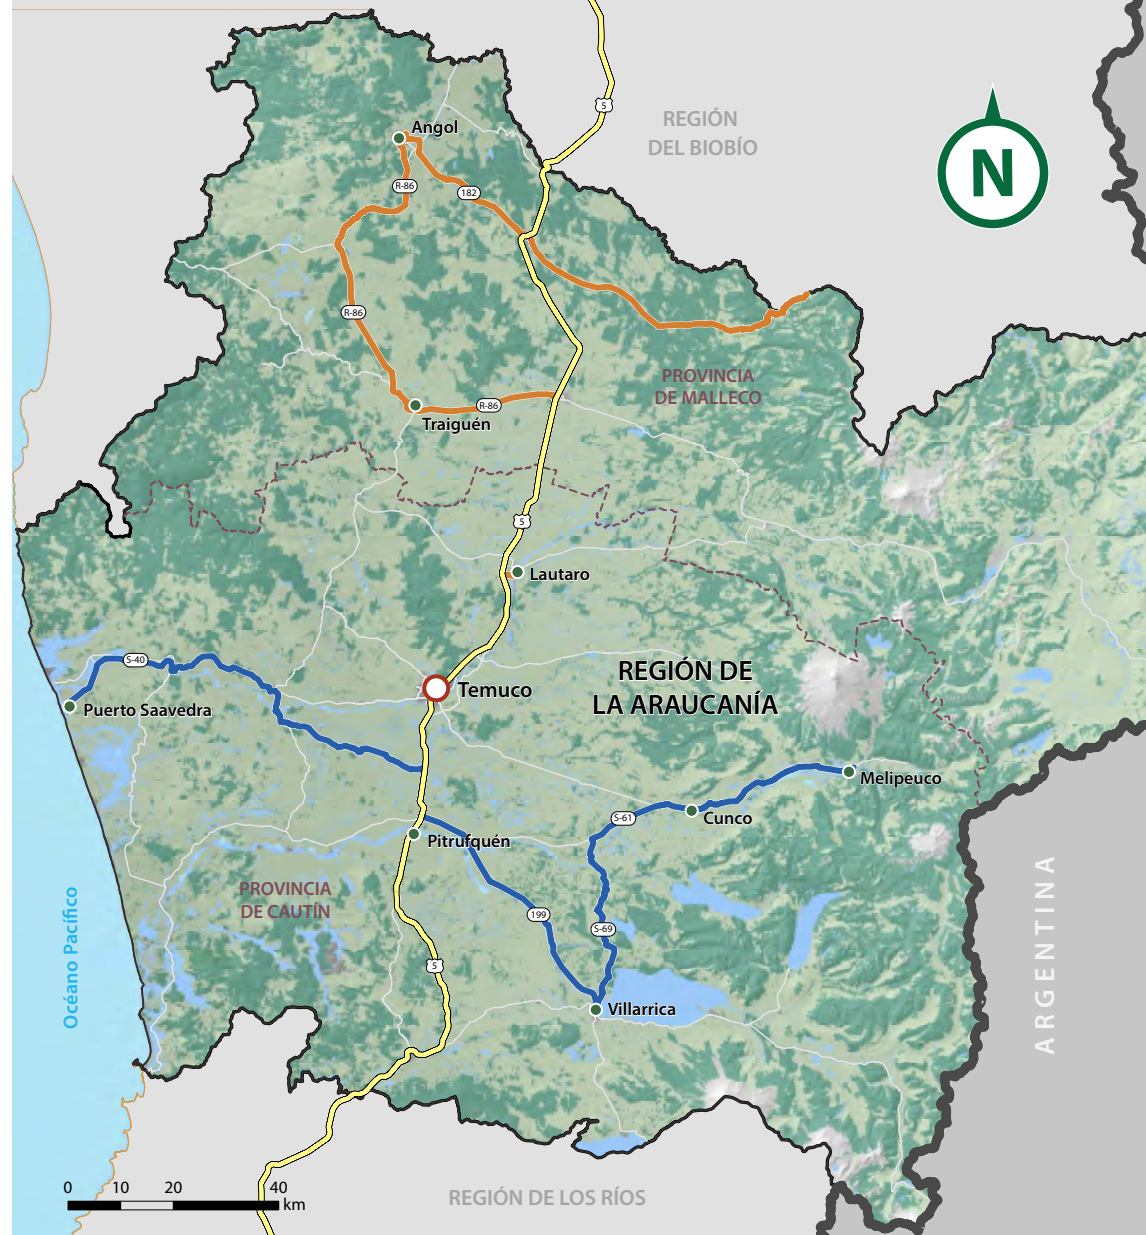 5
REGIÓN
DEL BIOBÍO
N
Angol
R-86
182
R-86
PROVINCIA
DE MALLECO
R-86
Traiguén
5
Lautaro
S-40
REGIÓN DE
LA ARAUCANÍA
Temuco
Puerto Saavedra
Melipeuco
S-61
Cunco
Pitrufquén
PROVINCIA
DE CAUTÍN
199
S-69
ARGENTINA
Océano Pacífico
5
Villarrica
0 10 20 40
km
REGIÓN DE LOS RÍOS